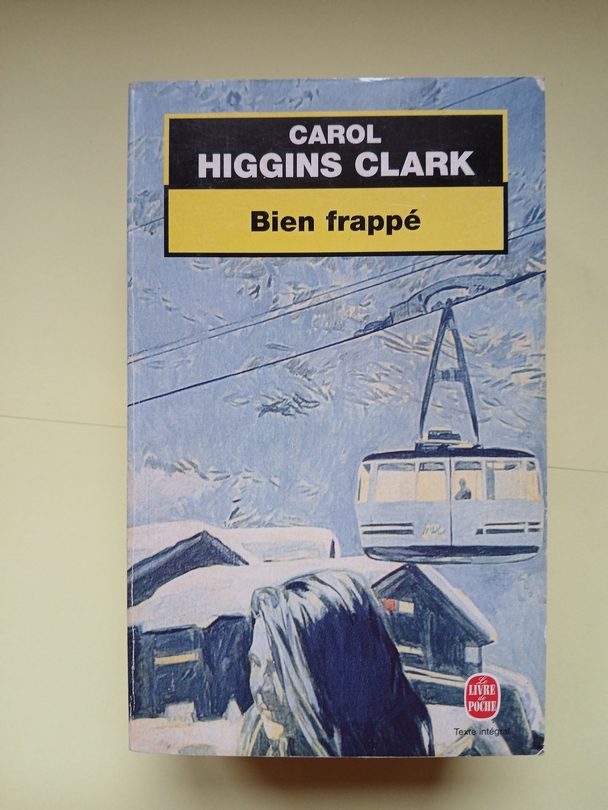 CAROL
HIGGINS CLARK
Bien frappé
Le
LIVRE
de
POCHE
Texte intégral